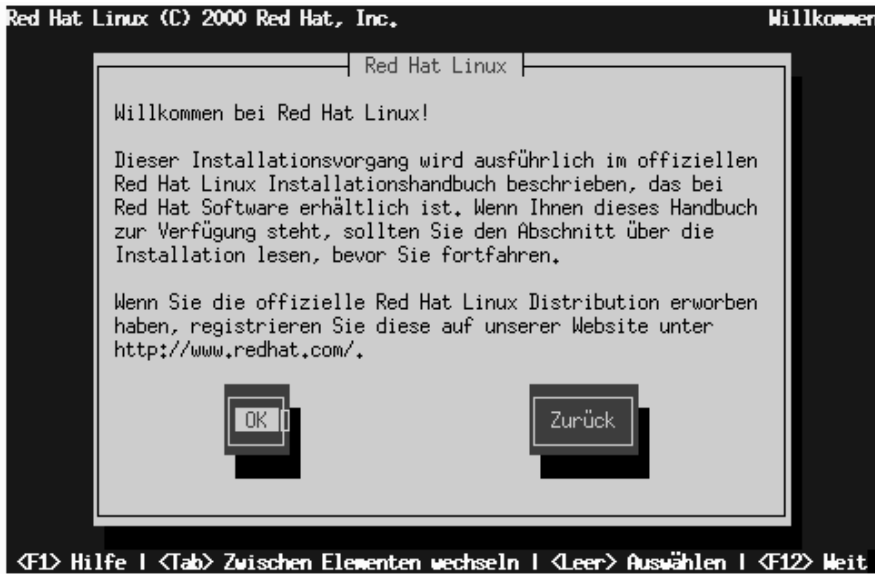 Red Hat Linux (C) 2000 Red Hat, Inc. Willkommen
Red Hat Linux
Willkommen bei Red Hat Linux!
Dieser Installationsvorgang wird ausführlich im offiziellen
Red Hat Linux Installationshandbuch beschrieben, das bei
Red Hat Software erhältlich ist. Wenn Ihnen dieses Handbuch
zur Verfügung steht, sollten Sie den Abschnitt über die
Installation lesen, bevor Sie fortfahren.
Wenn Sie die offizielle Red Hat Linux Distribution erworben
haben, registrieren Sie diese auf unserer Website unter
http://www.redhat.com/.
OK Zurück
<F1> Hilfe | <Tab> Zwischen Elementen wechseln | <Leer> Auswählen | <F12> Weit